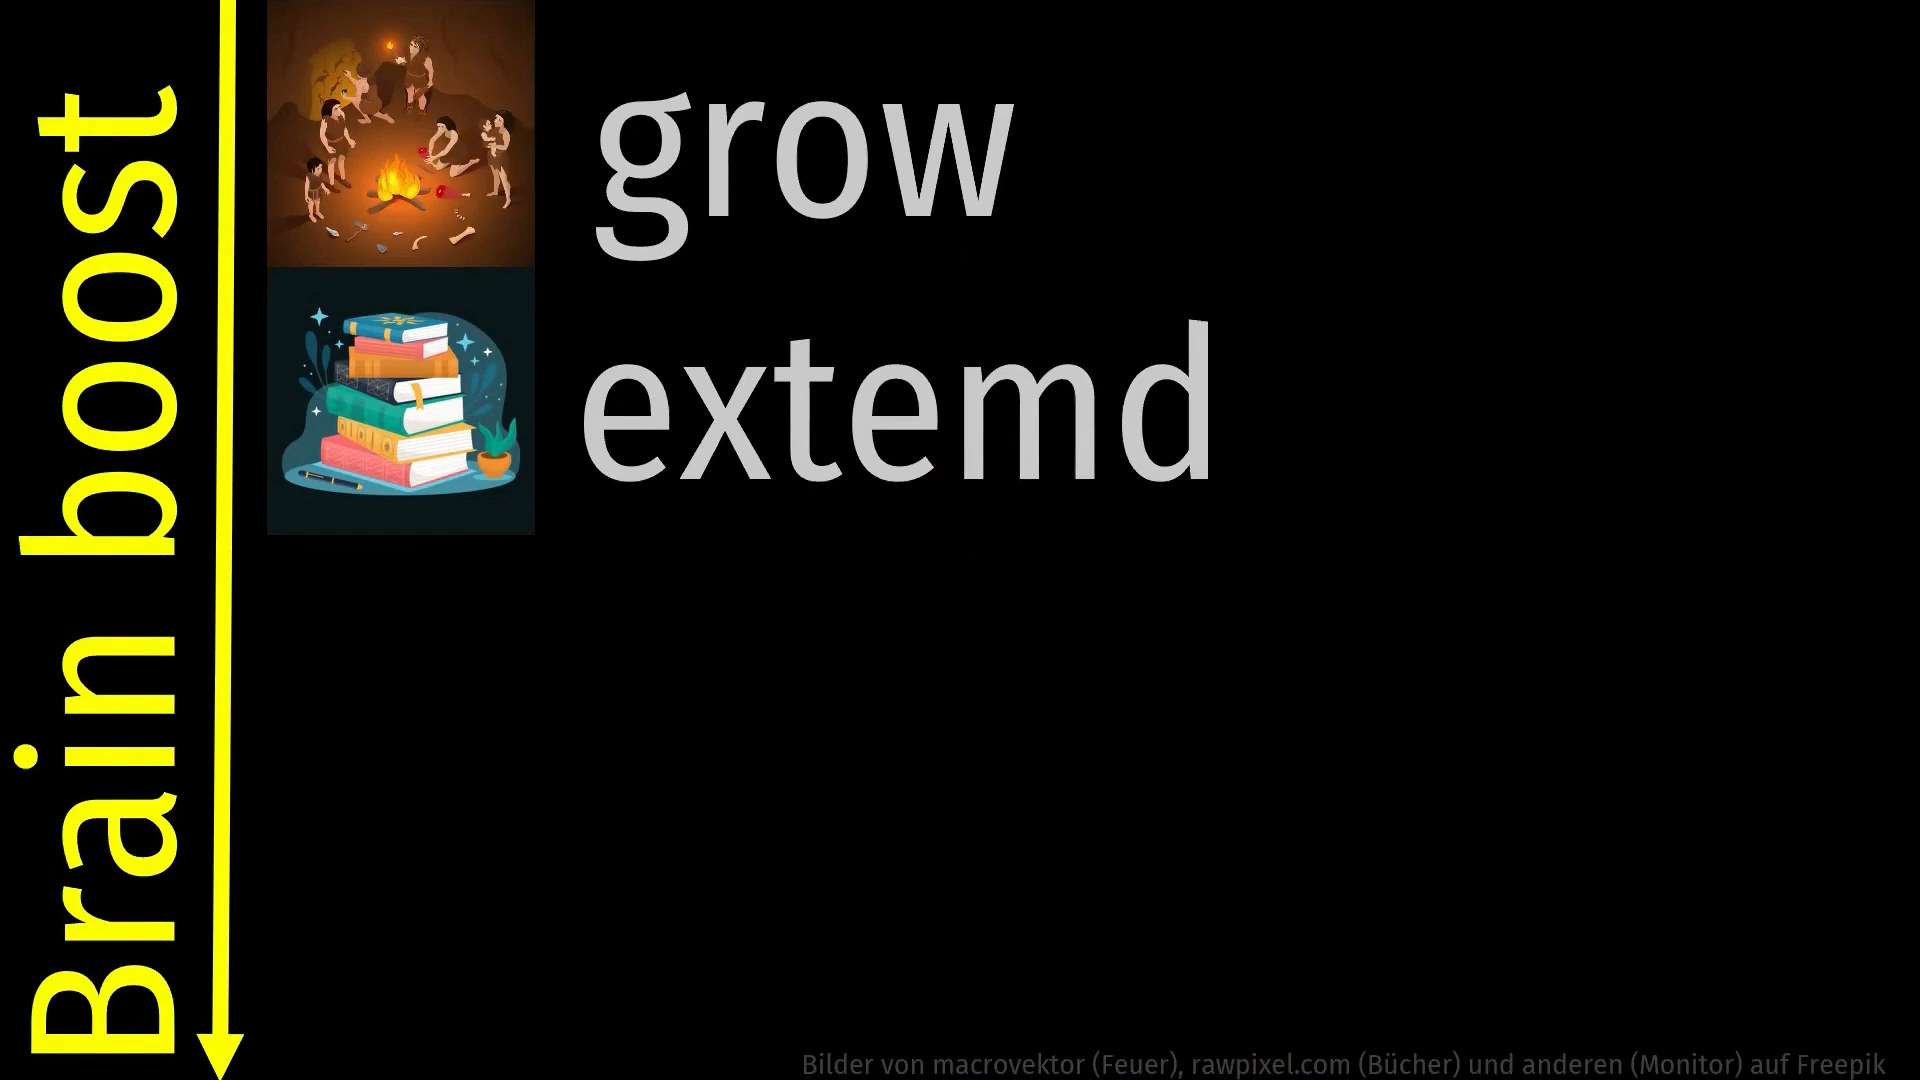 Brain boost
grow
extemd
Bilder von macrovektor (Feuer), rawpixel.com (Bücher) und anderen (Monitor) auf Freepik